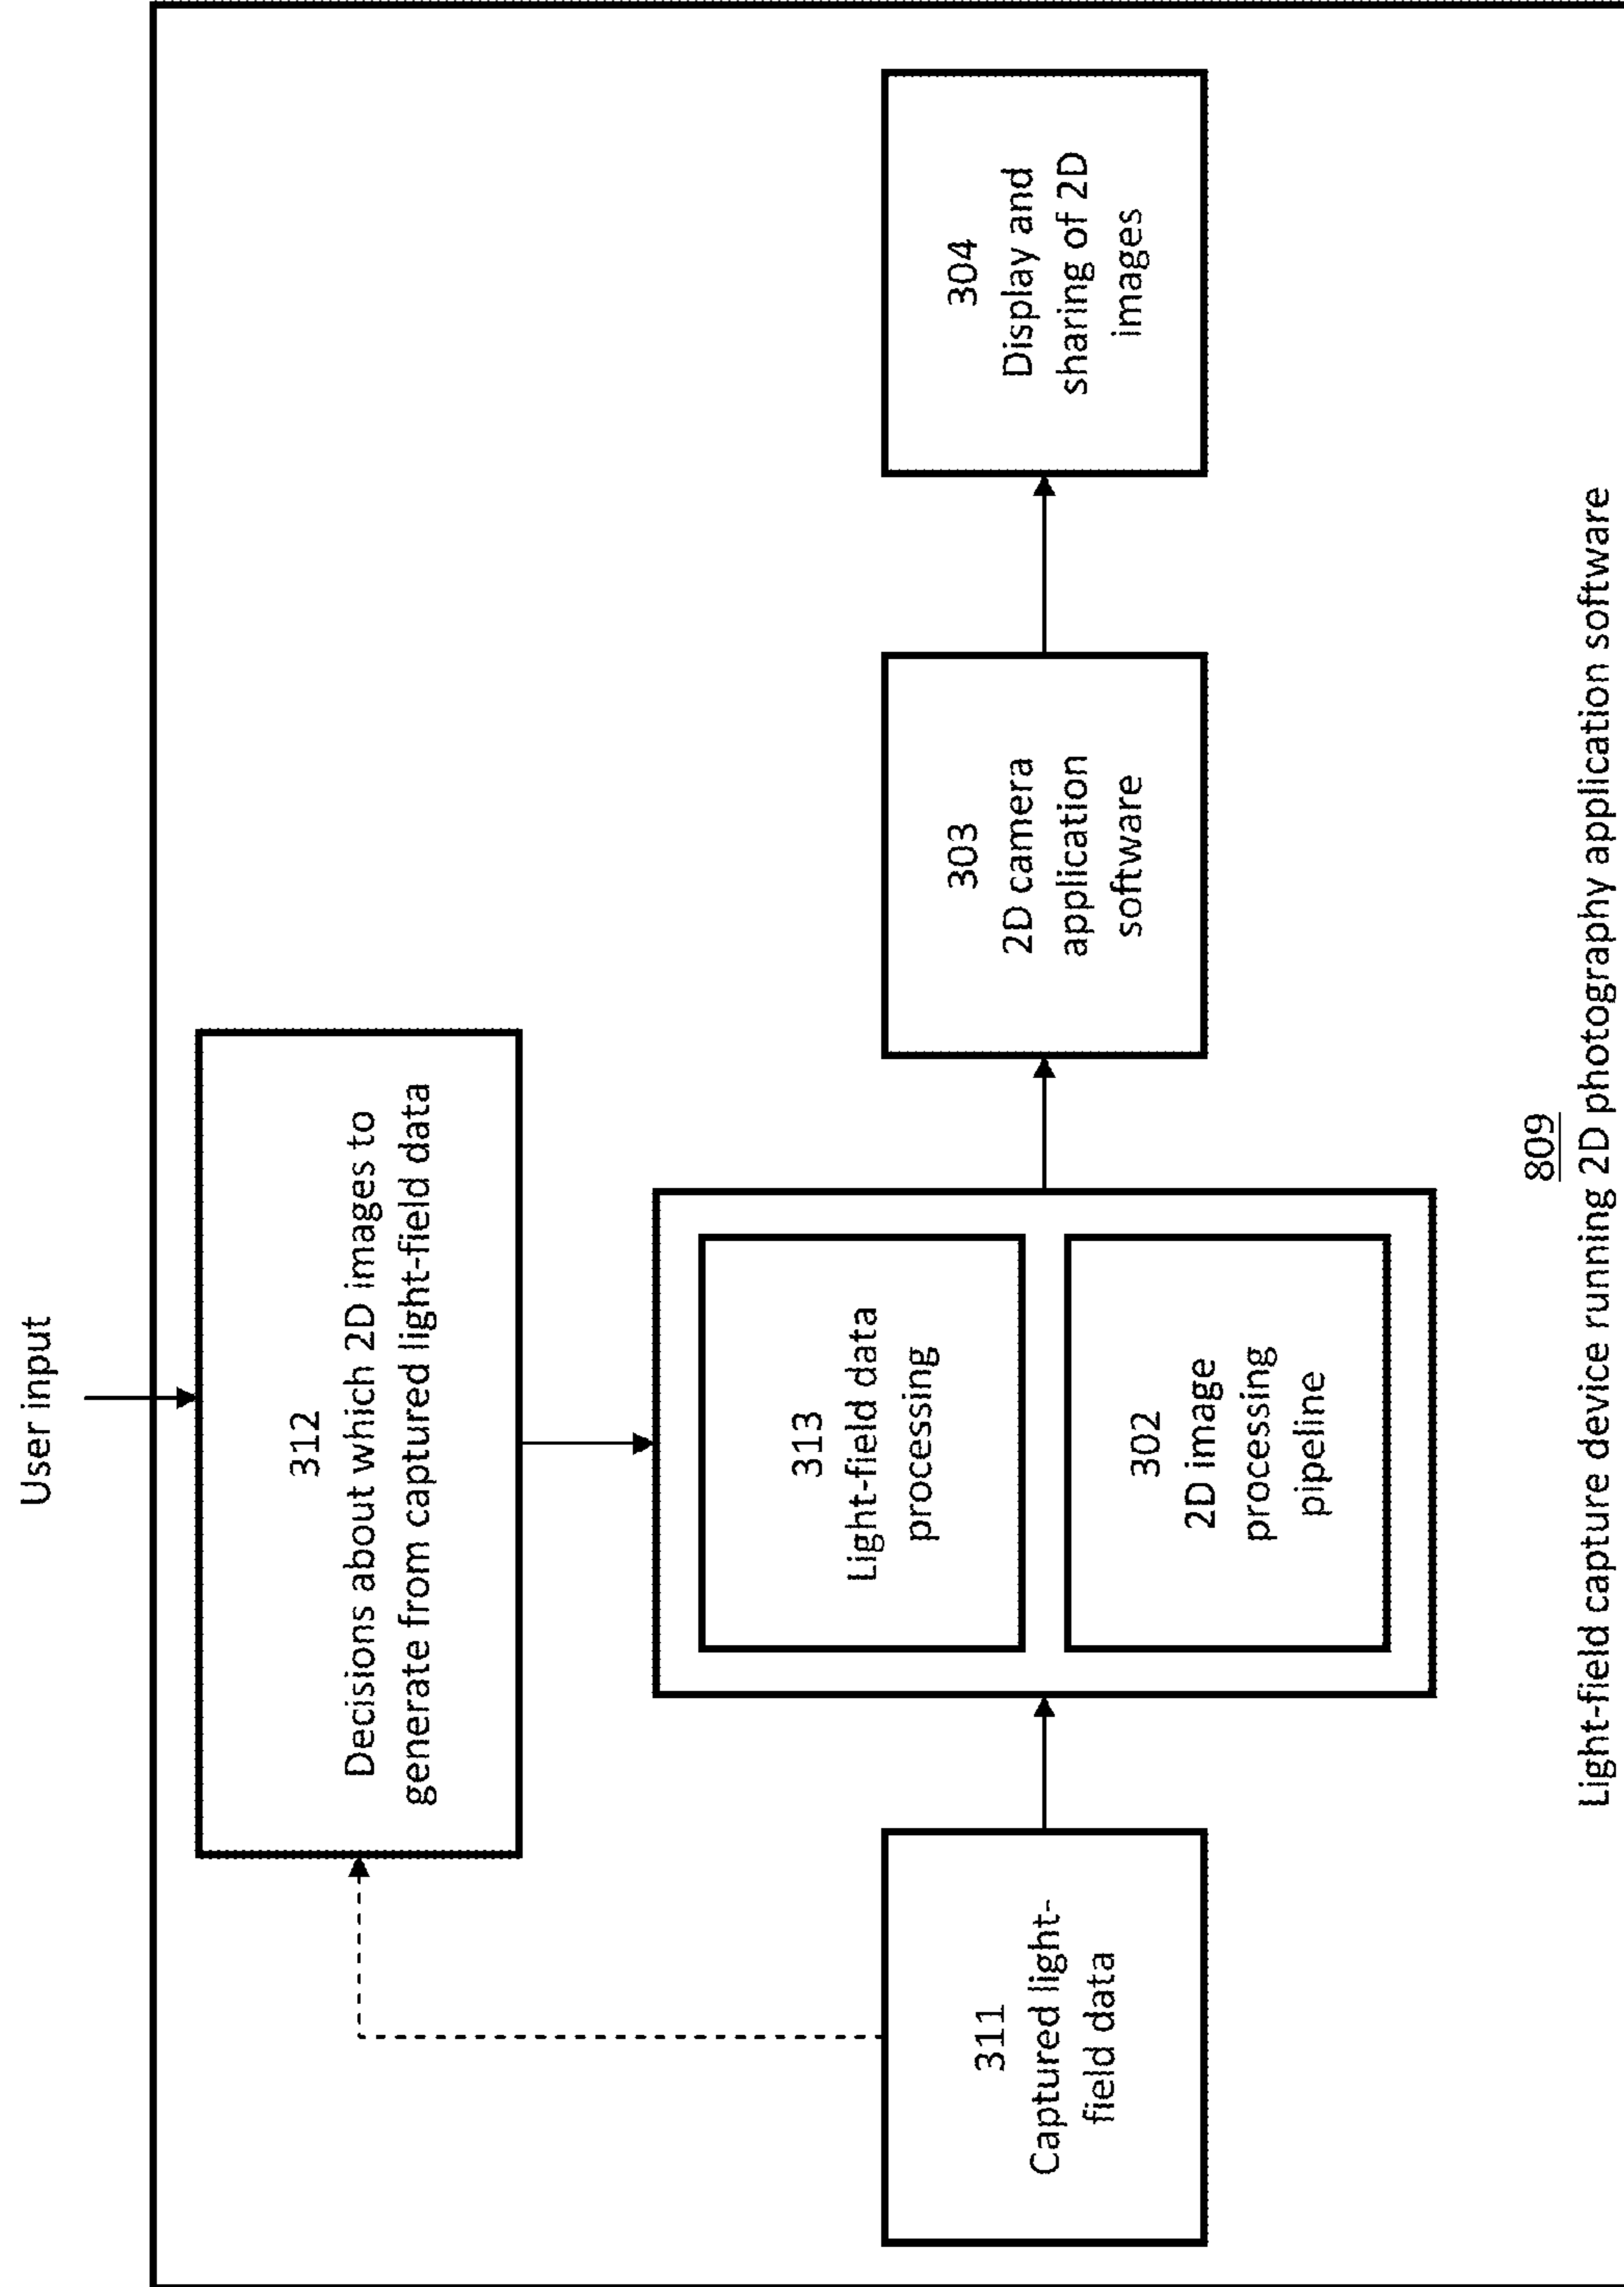 User input
312
Decisions about which 2D images to
generate from captured light-field data
311
Captured light-
field data
313
Light-field data
processing
302
2D image
processing
pipeline
303
2D camera
application
software
304
Display and
sharing of 2D
images
809
Light-field capture device running 2D photography application software